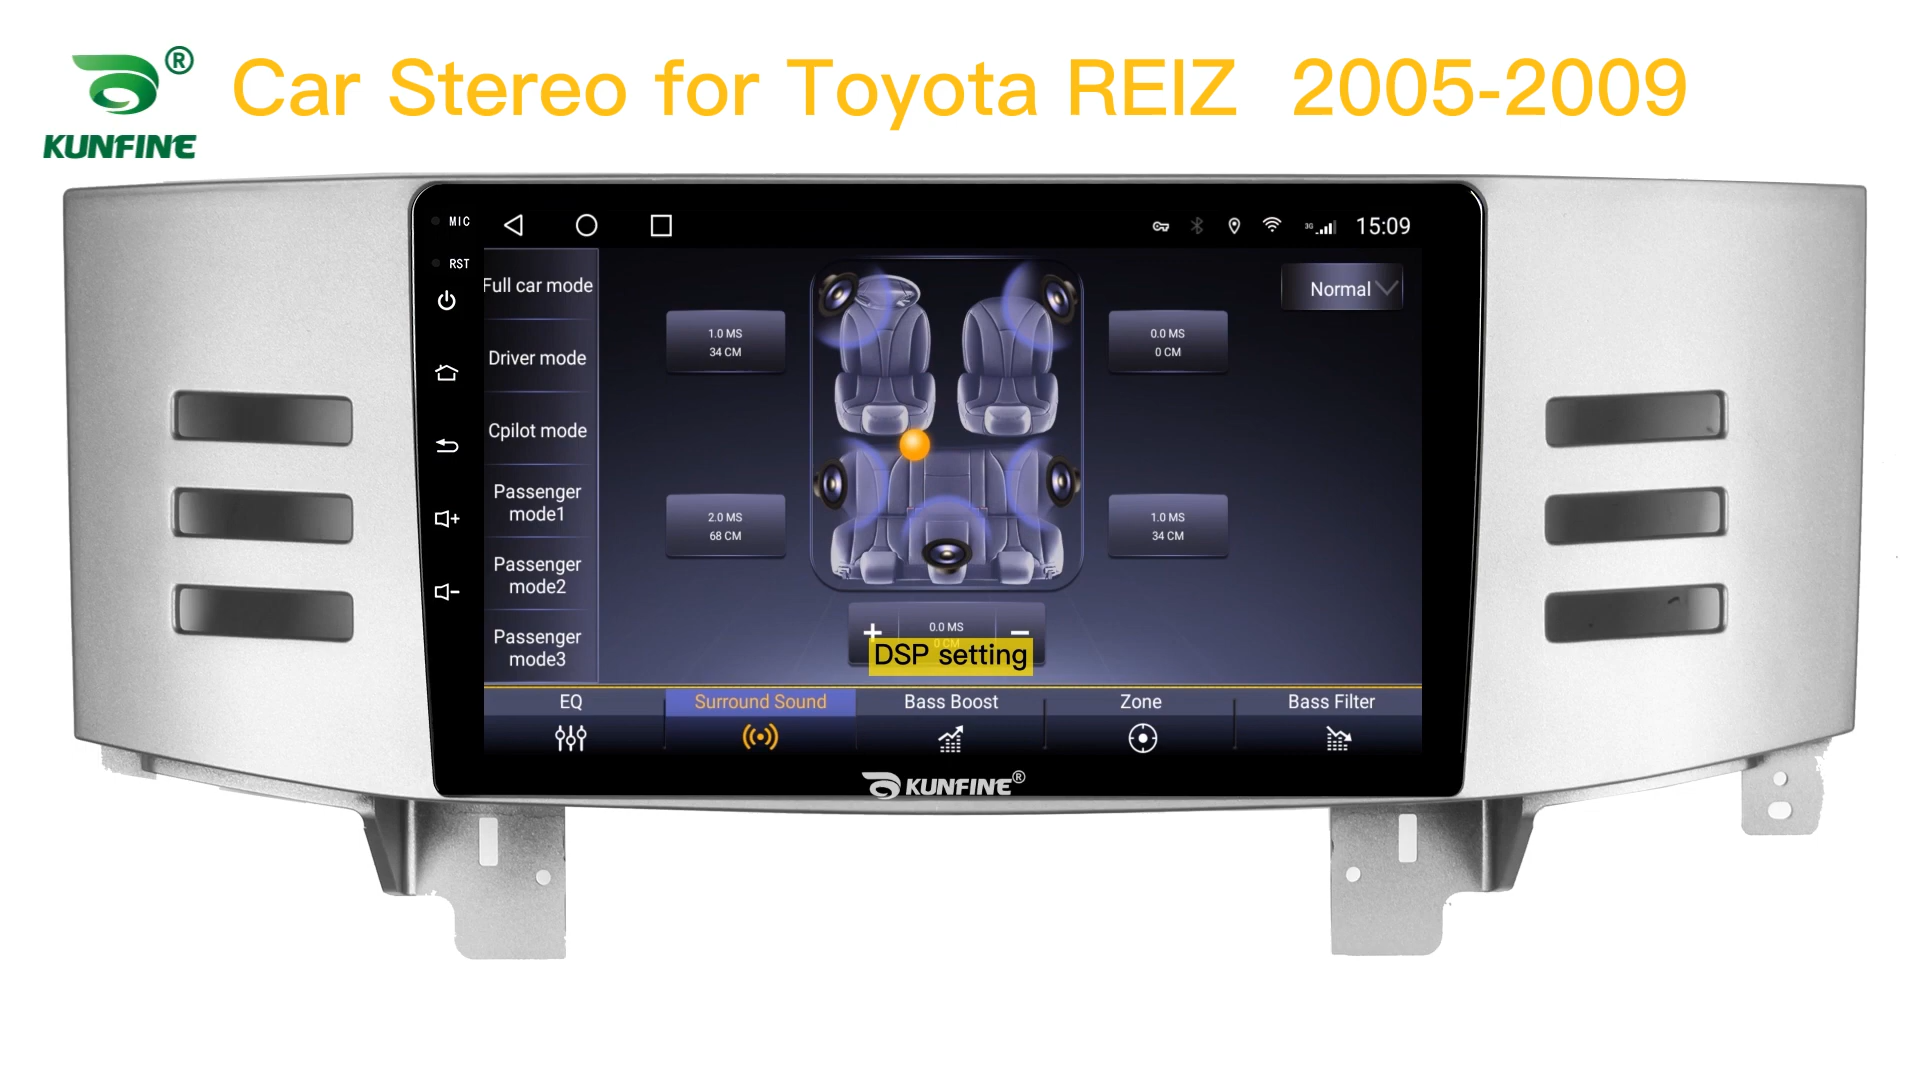 KUNFINE ®
Car Stereo for Toyota REIZ 2005-2009
MIC
RST
3G
15:09
Full car mode
Driver mode
Cpilot mode
Passenger
mode1
Passenger
mode2
Passenger
mode3
Normal
1.0 MS
34 CM
0.0 MS
0 CM
2.0 MS
68 CM
1.0 MS
34 CM
+ 0.0 MS −
0 CM
DSP setting
EQ
Surround Sound
Bass Boost
Zone
Bass Filter
KUNFINE®